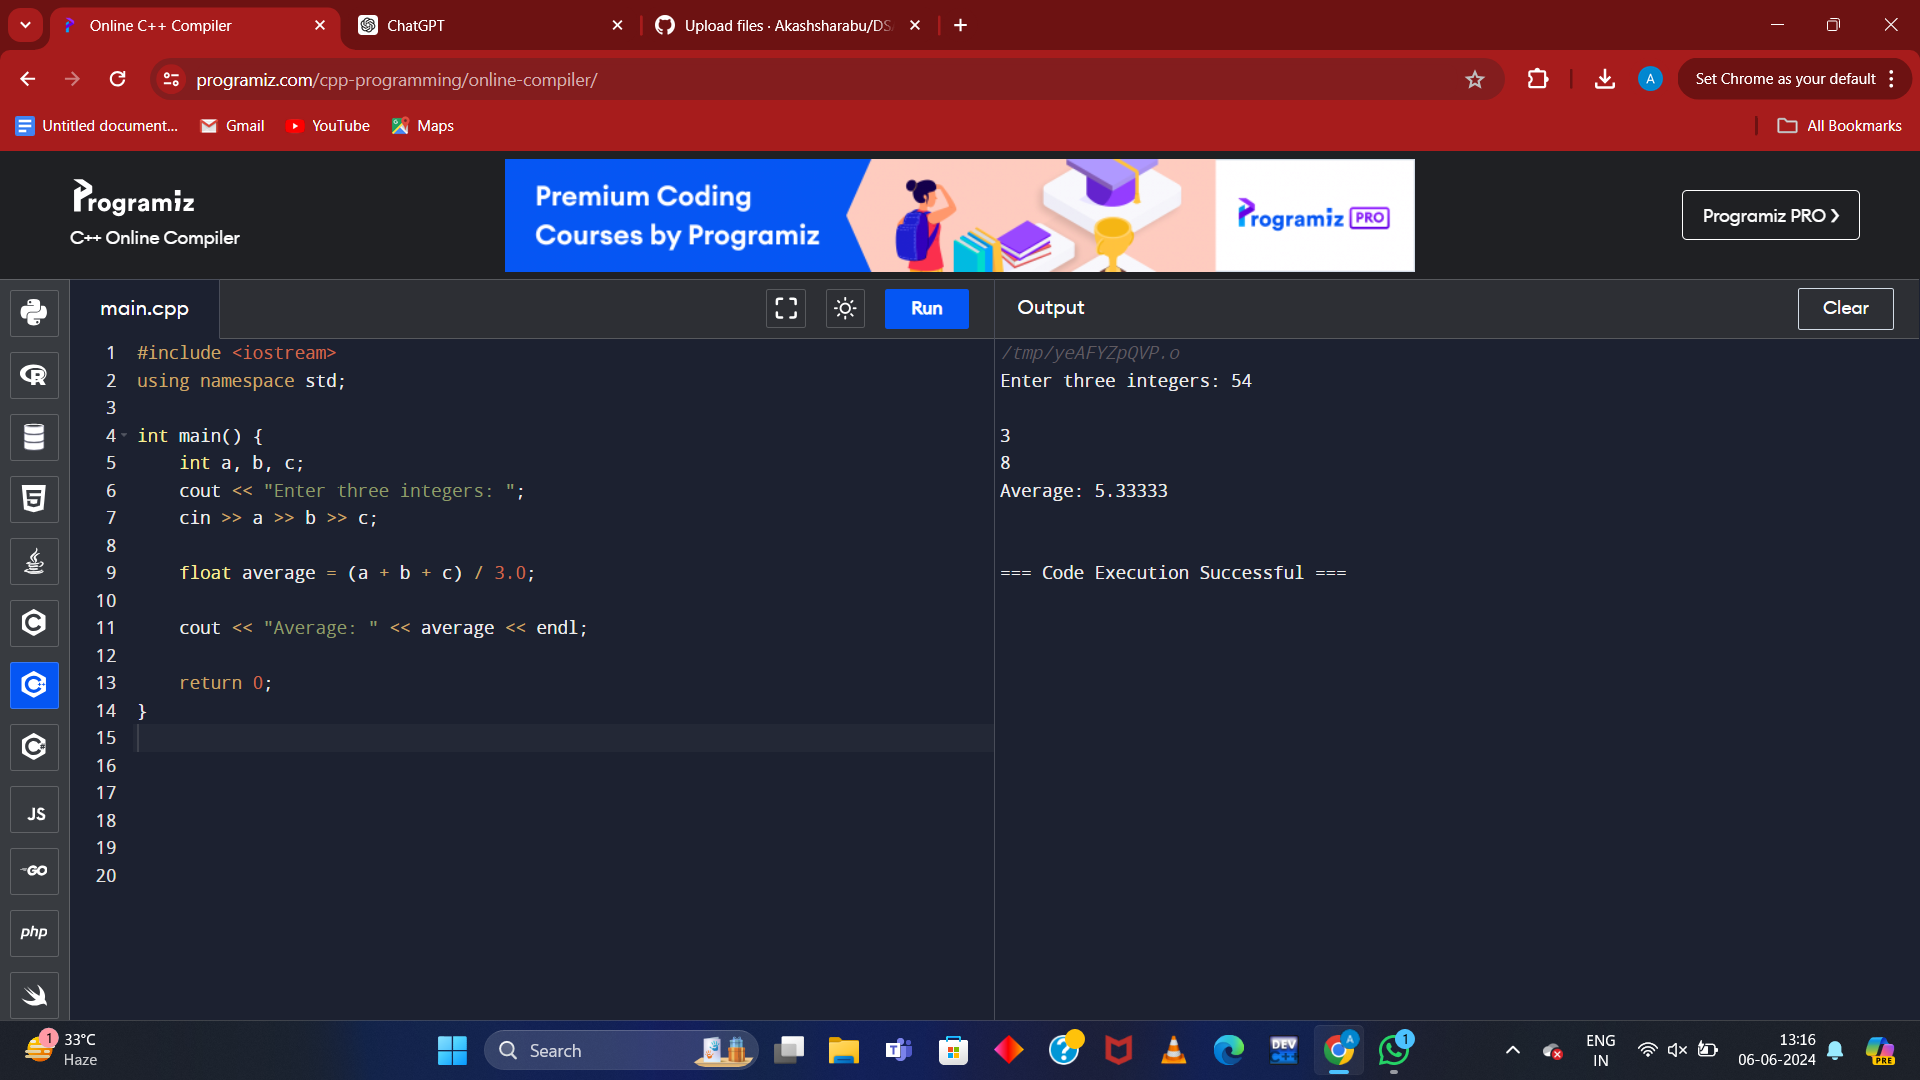 Online C++ Compiler
ChatGPT
Upload files · Akashsharabu/DS
programiz.com/cpp-programming/online-compiler/
A
Set Chrome as your default
Untitled document...
Gmail
YouTube
Maps
All Bookmarks
Programiz
C++ Online Compiler
Premium Coding
Courses by Programiz
Programiz PRO
Programiz PRO ›
main.cpp
Run
Output
Clear
1 #include <iostream>
2 using namespace std;
3
4 int main() {
5     int a, b, c;
6     cout << "Enter three integers: ";
7     cin >> a >> b >> c;
8
9     float average = (a + b + c) / 3.0;
10
11     cout << "Average: " << average << endl;
12
13     return 0;
14 }
15
16
17
18
19
20
/tmp/yeAFYZpQVP.o
Enter three integers: 54
3
8
Average: 5.33333
=== Code Execution Successful ===
R
5
C
C
C
JS
GO
php
1
33°C
Haze
Search
DEV
C++
A
1
ENG
IN
13:16
06-06-2024
PRE